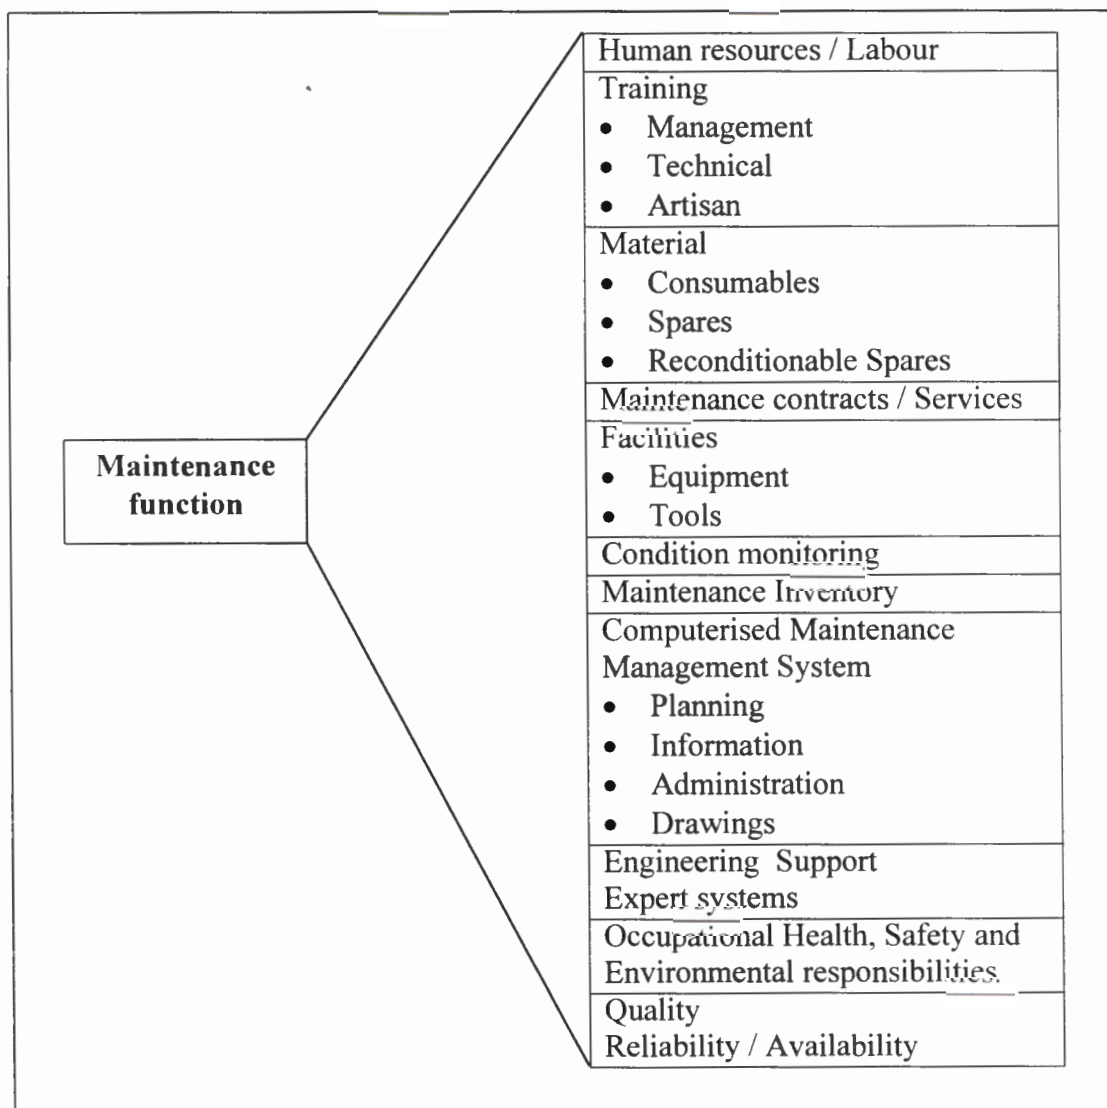 Human resources / Labour
Training
• Management
• Technical
• Artisan
Material
• Consumables
• Spares
• Reconditionable Spares
Maintenance contracts / Services
Facilities
• Equipment
• Tools
Condition monitoring
Maintenance Inventory
Computerised Maintenance
Management System
• Planning
• Information
• Administration
• Drawings
Engineering Support
Expert systems
Occupational Health, Safety and
Environmental responsibilities.
Quality
Reliability / Availability
Maintenance
function